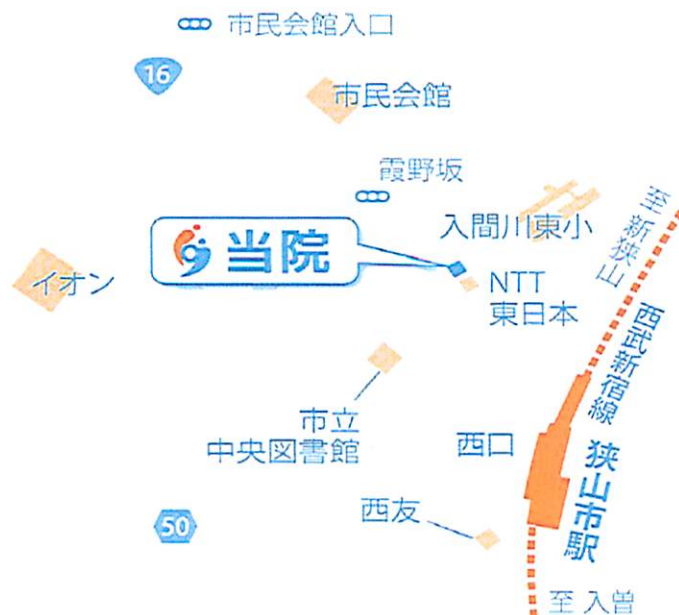 市民会館入口
16
市民会館
霞野坂
至 新狭山
入間川東小
当院
イオン
NTT
東日本
西武新宿線
市立
中央図書館
西口
狭山市駅
西友
50
至 入曽